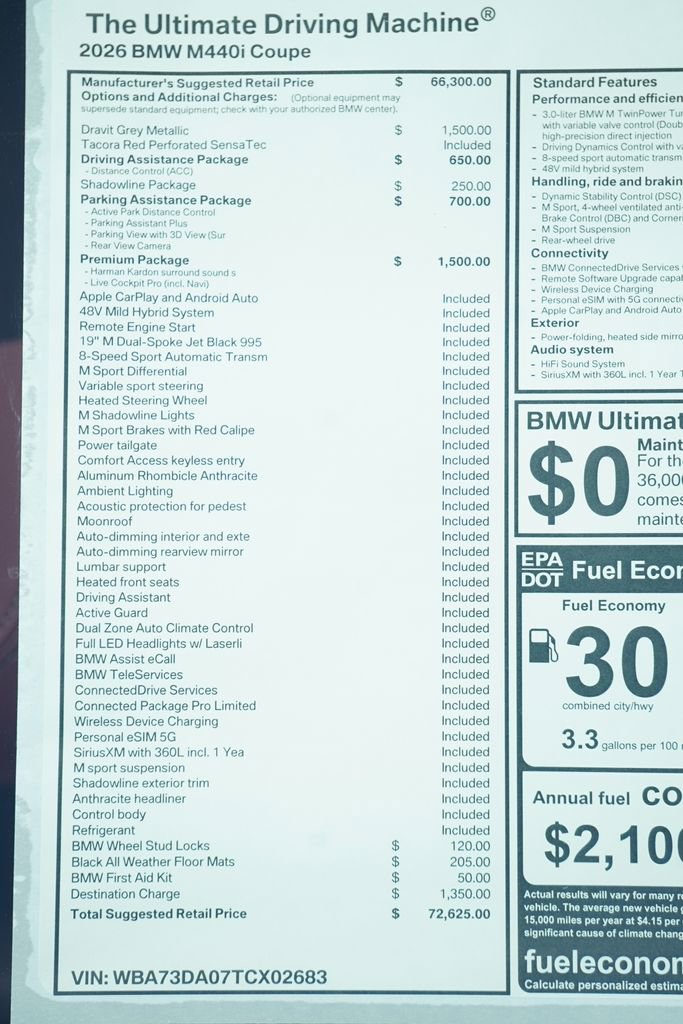 The Ultimate Driving Machine®
2026 BMW M440i Coupe
Manufacturer's Suggested Retail Price $ 66,300.00
Options and Additional Charges: (Optional equipment may
supersede standard equipment; check with your authorized BMW center).
Dravit Grey Metallic $ 1,500.00
Tacora Red Perforated SensaTec Included
Driving Assistance Package $ 650.00
- Distance Control (ACC)
Shadowline Package $ 250.00
Parking Assistance Package $ 700.00
- Active Park Distance Control
- Parking Assistant Plus
- Parking View with 3D View (Sur
- Rear View Camera
Premium Package $ 1,500.00
- Harman Kardon surround sound s
- Live Cockpit Pro (incl. Navi)
Apple CarPlay and Android Auto Included
48V Mild Hybrid System Included
Remote Engine Start Included
19" M Dual-Spoke Jet Black 995 Included
8-Speed Sport Automatic Transm Included
M Sport Differential Included
Variable sport steering Included
Heated Steering Wheel Included
M Shadowline Lights Included
M Sport Brakes with Red Calipe Included
Power tailgate Included
Comfort Access keyless entry Included
Aluminum Rhombicle Anthracite Included
Ambient Lighting Included
Acoustic protection for pedest Included
Moonroof Included
Auto-dimming interior and exte Included
Auto-dimming rearview mirror Included
Lumbar support Included
Heated front seats Included
Driving Assistant Included
Active Guard Included
Dual Zone Auto Climate Control Included
Full LED Headlights w/ Laserli Included
BMW Assist eCall Included
BMW TeleServices Included
ConnectedDrive Services Included
Connected Package Pro Limited Included
Wireless Device Charging Included
Personal eSIM 5G Included
SiriusXM with 360L incl. 1 Yea Included
M sport suspension Included
Shadowline exterior trim Included
Anthracite headliner Included
Control body Included
Refrigerant Included
BMW Wheel Stud Locks $ 120.00
Black All Weather Floor Mats $ 205.00
BMW First Aid Kit $ 50.00
Destination Charge $ 1,350.00
Total Suggested Retail Price $ 72,625.00
VIN: WBA73DA07TCX02683
Standard Features
Performance and efficien
- 3.0-liter BMW M TwinPower Tur
with variable valve control (Doub
high-precision direct injection
- Driving Dynamics Control with va
- 8-speed sport automatic transm
- 48V mild hybrid system
Handling, ride and brakin
- Dynamic Stability Control (DSC)
- M Sport, 4-wheel ventilated anti-
Brake Control (DBC) and Corneri
- M Sport Suspension
- Rear-wheel drive
Connectivity
- BMW ConnectedDrive Services
- Remote Software Upgrade capal
- Wireless Device Charging
- Personal eSIM with 5G connectiv
- Apple CarPlay and Android Auto
Exterior
- Power-folding, heated side mirro
Audio system
- HiFi Sound System
- SiriusXM with 360L incl. 1 Year T
BMW Ultimat
$0
Maint
For the
36,000
comes
mainte
EPA
DOT
Fuel Econ
Fuel Economy
30
combined city/hwy
3.3 gallons per 100
Annual fuel CO
$2,100
Actual results will vary for many re
vehicle. The average new vehicle g
15,000 miles per year at $4.15 per
significant cause of climate chang
fueleconon
Calculate personalized estima